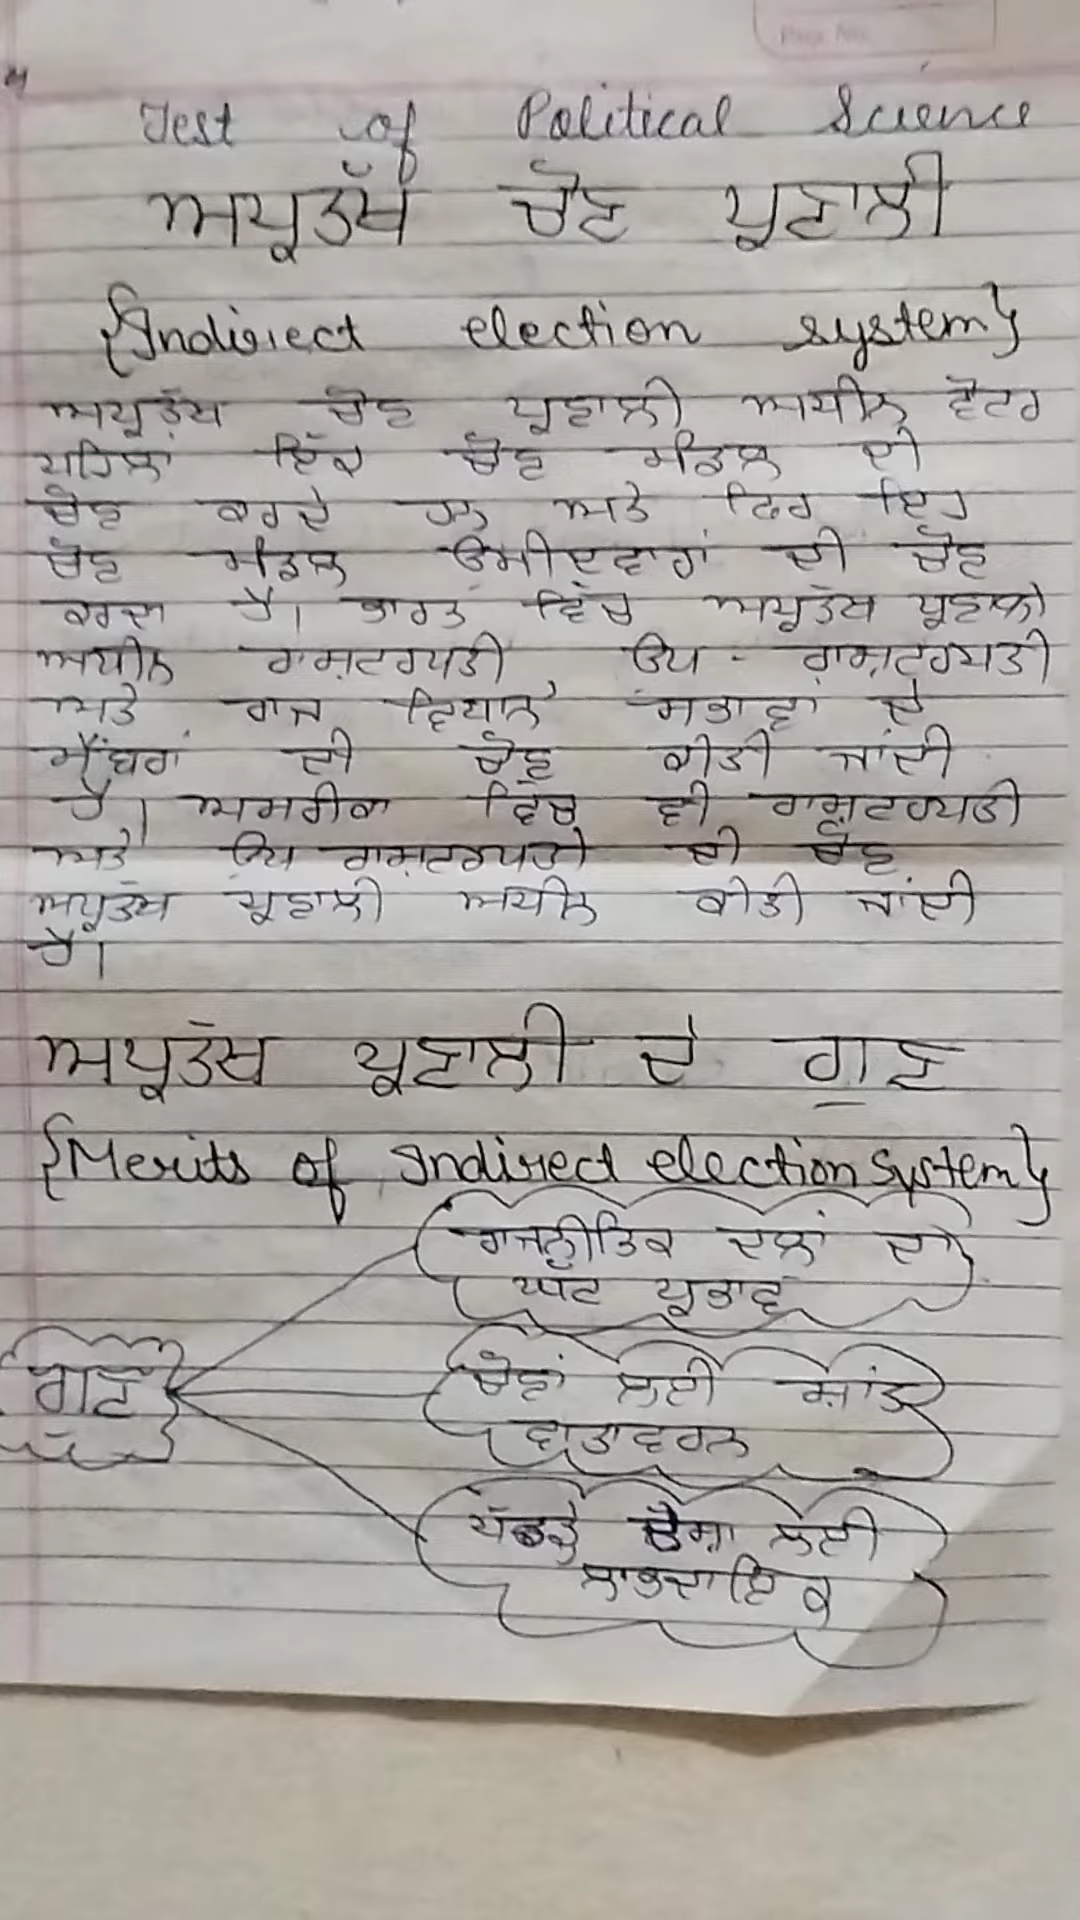 Test of Political Science
ਅਪ੍ਰਤੱਖ ਚੋਣ ਪ੍ਰਣਾਲੀ
{Indirect election system}
ਅਪ੍ਰਤੱਖ ਚੋਣ ਪ੍ਰਣਾਲੀ ਅਧੀਨ ਵੋਟਰ
ਪਹਿਲਾਂ ਇੱਕ ਚੋਣ ਮੰਡਲ ਦੀ
ਚੋਣ ਕਰਦੇ ਹਨ ਅਤੇ ਫਿਰ ਇਹ
ਚੋਣ ਮੰਡਲ ਉਮੀਦਵਾਰਾਂ ਦੀ ਚੋਣ
ਕਰਦਾ ਹੈ। ਭਾਰਤ ਵਿੱਚ ਅਪ੍ਰਤੱਖ ਪ੍ਰਣਾਲੀ
ਅਧੀਨ ਰਾਸ਼ਟਰਪਤੀ ਉਪ - ਰਾਸ਼ਟਰਪਤੀ
ਅਤੇ ਰਾਜ ਵਿਧਾਨ ਸਭਾਵਾਂ ਦੇ
ਮੈਂਬਰਾਂ ਦੀ ਚੋਣ ਕੀਤੀ ਜਾਂਦੀ
ਹੈ। ਅਮਰੀਕਾ ਵਿੱਚ ਵੀ ਰਾਸ਼ਟਰਪਤੀ
ਅਤੇ ਉਪ ਰਾਸ਼ਟਰਪਤੀ ਦੀ ਚੋਣ
ਅਪ੍ਰਤੱਖ ਪ੍ਰਣਾਲੀ ਅਧੀਨ ਕੀਤੀ ਜਾਂਦੀ
ਹੈ।
ਅਪ੍ਰਤੱਖ ਪ੍ਰਣਾਲੀ ਦੇ ਗੁਣ
{Merits of Indirect election system}
ਰਾਜਨੀਤਿਕ ਦਲਾਂ ਦਾ
ਘੱਟ ਪ੍ਰਭਾਵ
ਗੁਣ
ਚੋਣਾਂ ਲਈ ਸ਼ਾਂਤ
ਵਾਤਾਵਰਨ
ਪੱਛੜੇ ਦੇਸ਼ਾ ਲਈ
ਲਾਭਦਾਇਕ